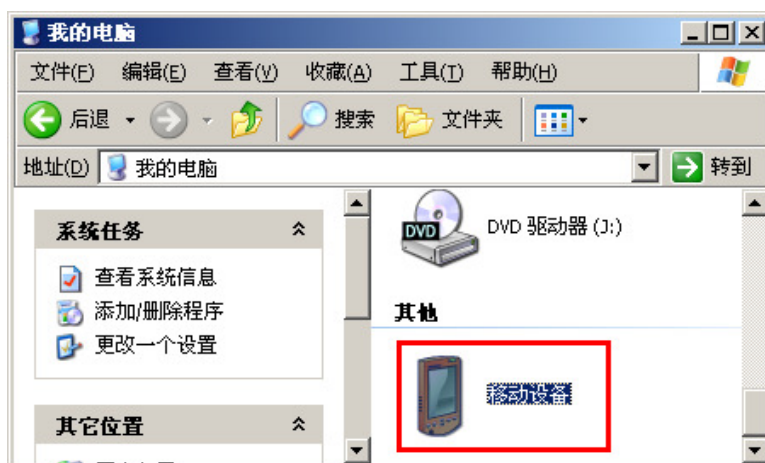 我的电脑
文件(F) 编辑(E) 查看(V) 收藏(A) 工具(T) 帮助(H)
后退 搜索 文件夹
地址(D) 我的电脑 转到
系统任务
查看系统信息
添加/删除程序
更改一个设置
其它位置
DVD
DVD 驱动器 (J:)
其他
移动设备